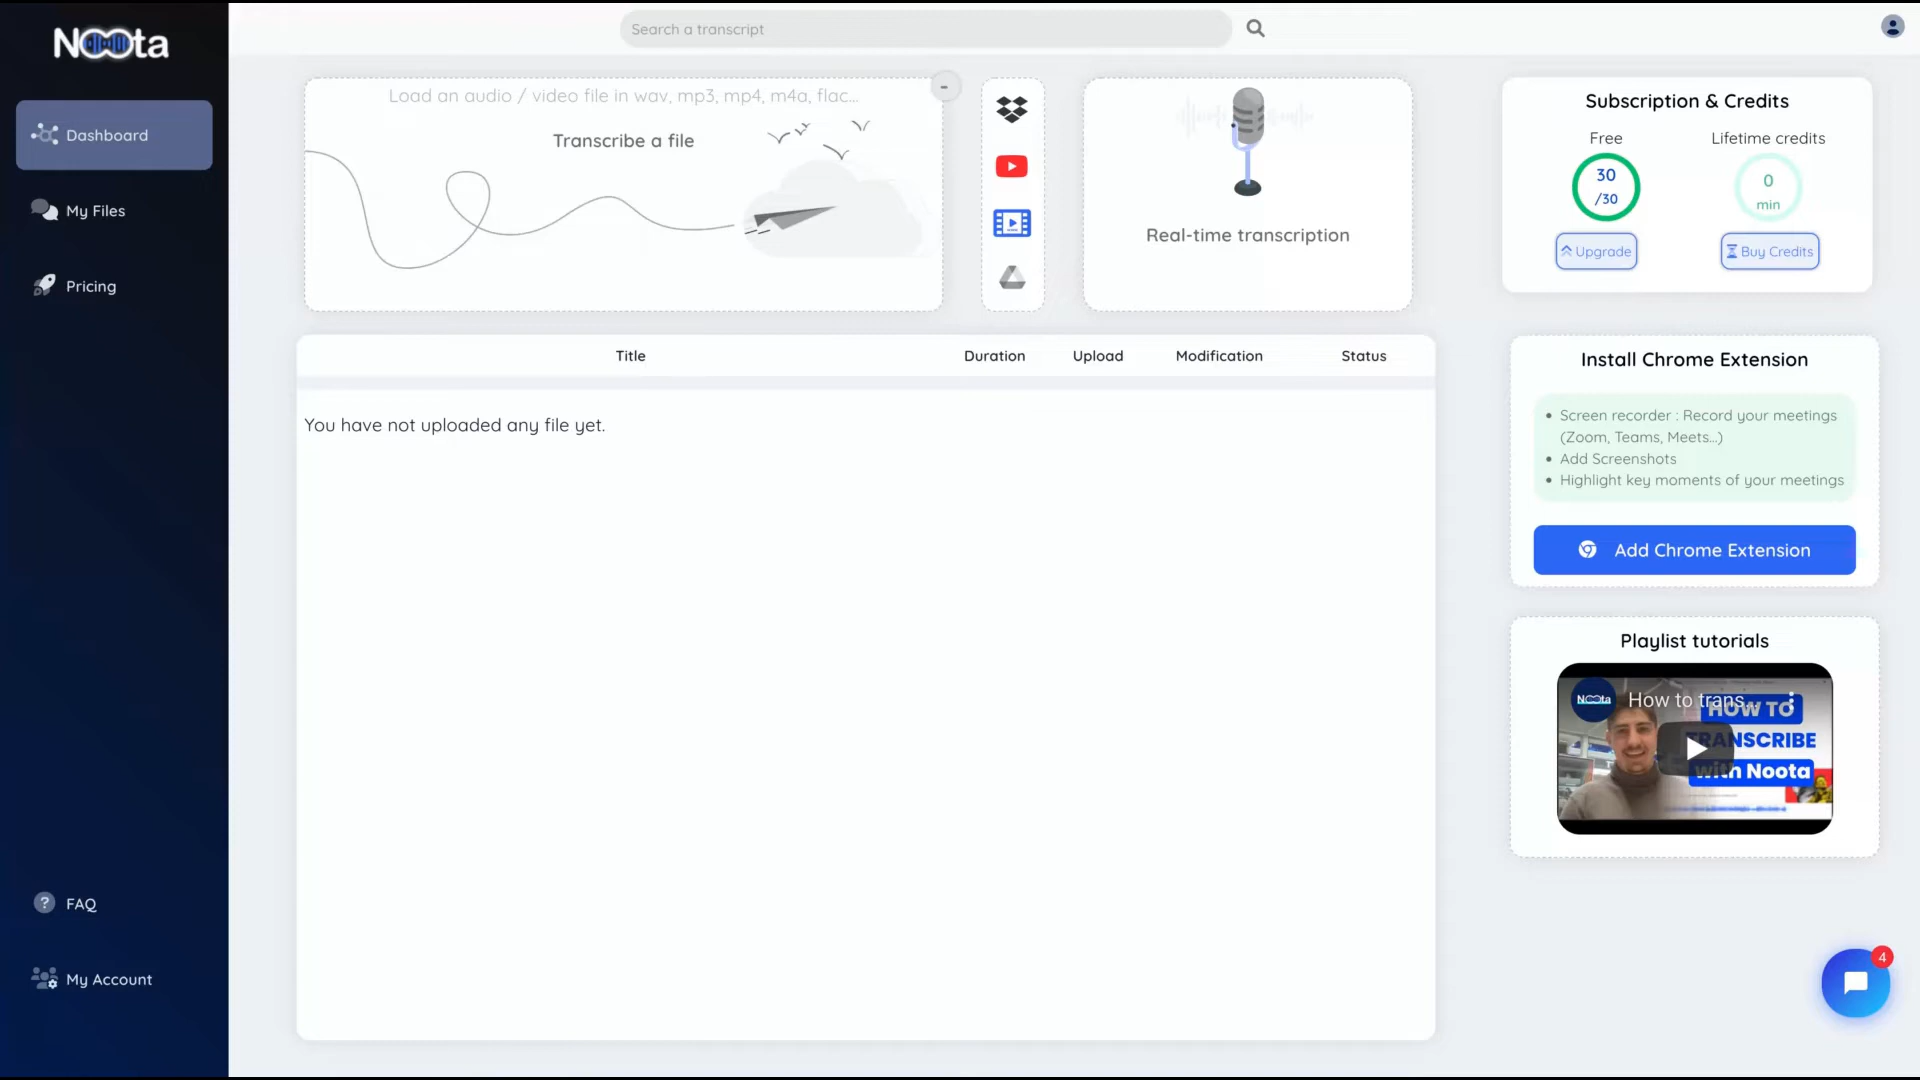 Noota
Search a transcript
Dashboard
My Files
Pricing
FAQ
My Account
Load an audio / video file in wav, mp3, mp4, m4a, flac...
Transcribe a file
-
Real-time transcription
Subscription & Credits
Free
Lifetime credits
30
/30
0
min
Upgrade
Buy Credits
Title Duration Upload Modification Status
You have not uploaded any file yet.
Install Chrome Extension
• Screen recorder : Record your meetings
(Zoom, Teams, Meets...)
• Add Screenshots
• Highlight key moments of your meetings
Add Chrome Extension
Playlist tutorials
Noota
How to trans...
HOW TO
TRANSCRIBE
with Noota
4